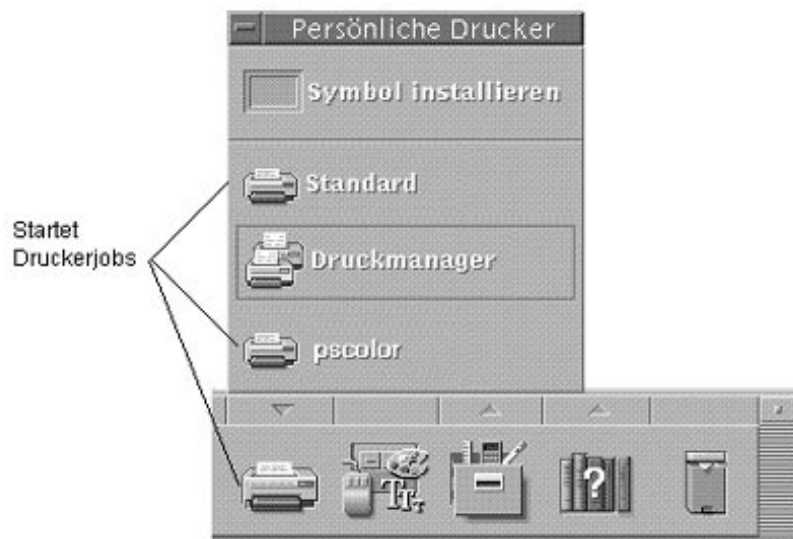 Persönliche Drucker
Symbol installieren
Standard
Startet
Druckerjobs
Druckmanager
pscolor